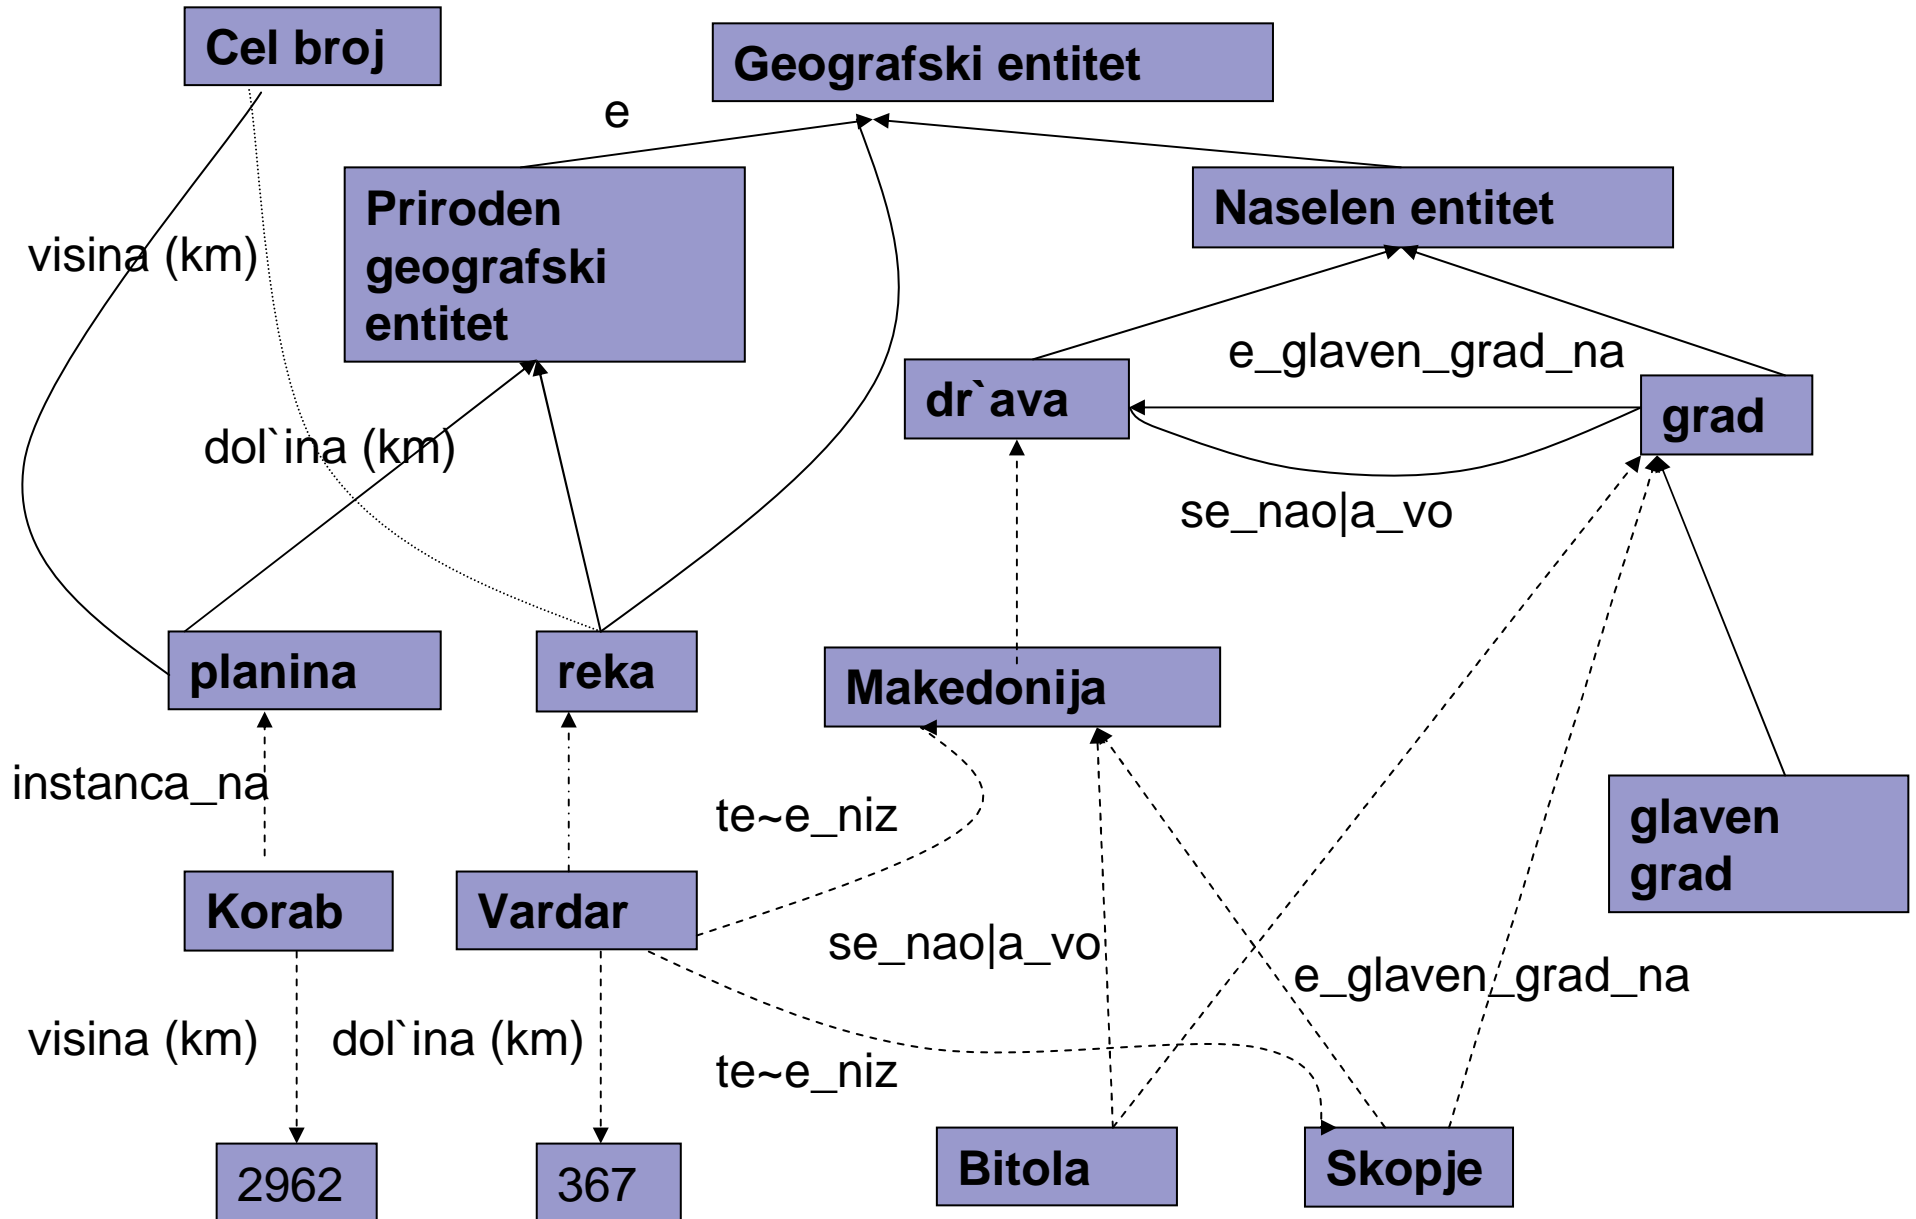 Cel broj
Geografski entitet
e
Priroden
geografski
entitet
Naselen entitet
visina (km)
e_glaven_grad_na
dr`ava
grad
dol`ina (km)
se_nao|a_vo
planina
reka
Makedonija
instanca_na
te~e_niz
glaven
grad
Korab
Vardar
se_nao|a_vo
e_glaven_grad_na
visina (km)
dol`ina (km)
te~e_niz
2962
367
Bitola
Skopje